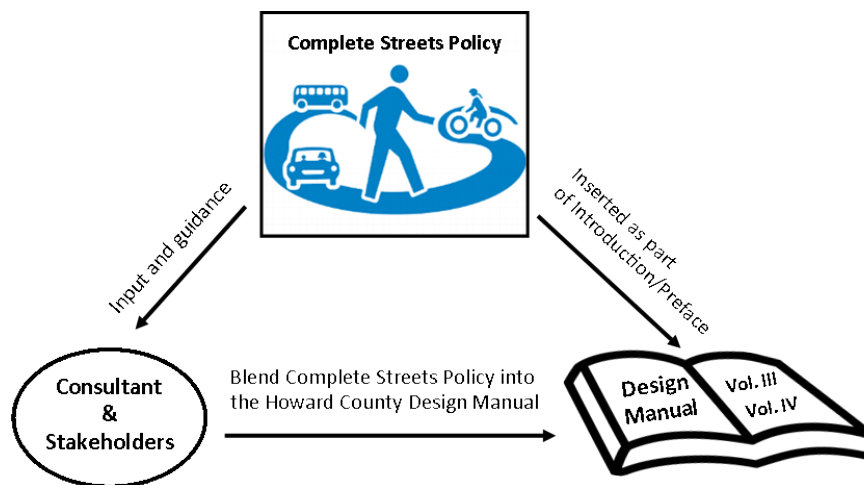 Complete Streets Policy
Input and guidance
Inserted as part
of Introduction/Preface
Consultant
&
Stakeholders
Blend Complete Streets Policy into
the Howard County Design Manual
Design
Manual
Vol. III
Vol. IV